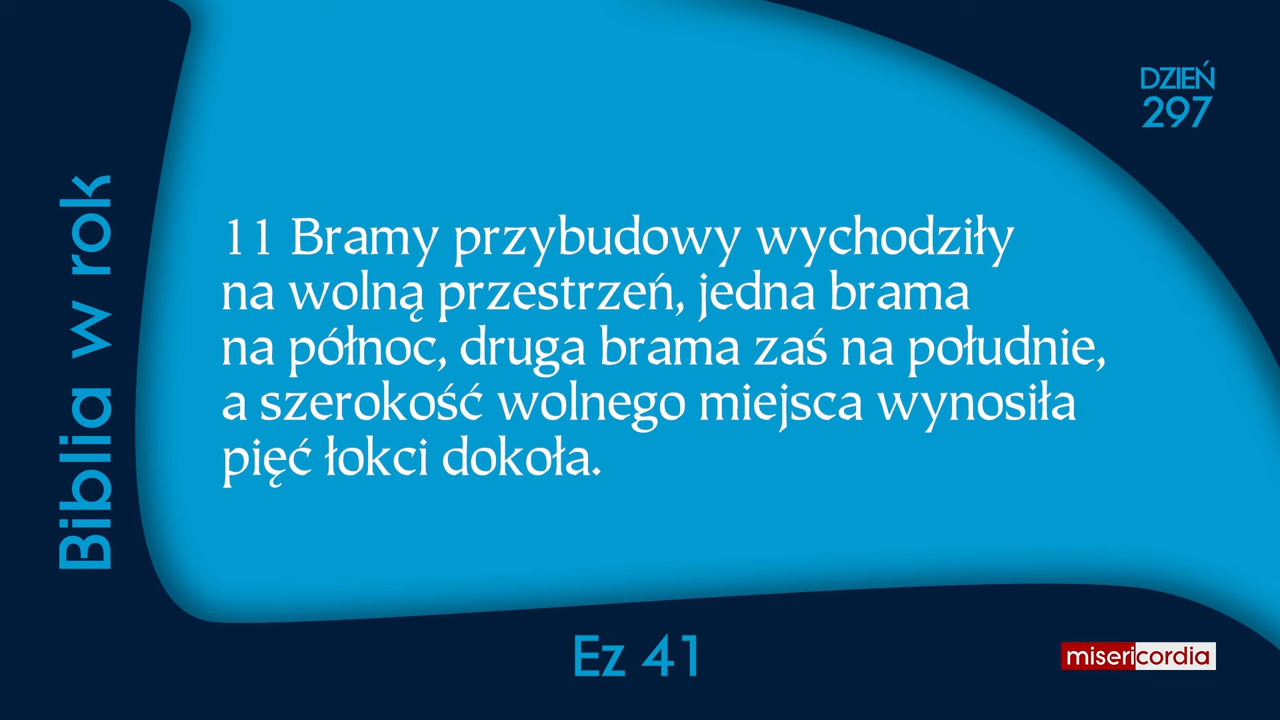 DZIEŃ
297
Biblia w rok
11 Bramy przybudowy wychodziły
na wolną przestrzeń, jedna brama
na północ, druga brama zaś na południe,
a szerokość wolnego miejsca wynosiła
pięć łokci dokoła.
Ez 41
misericordia